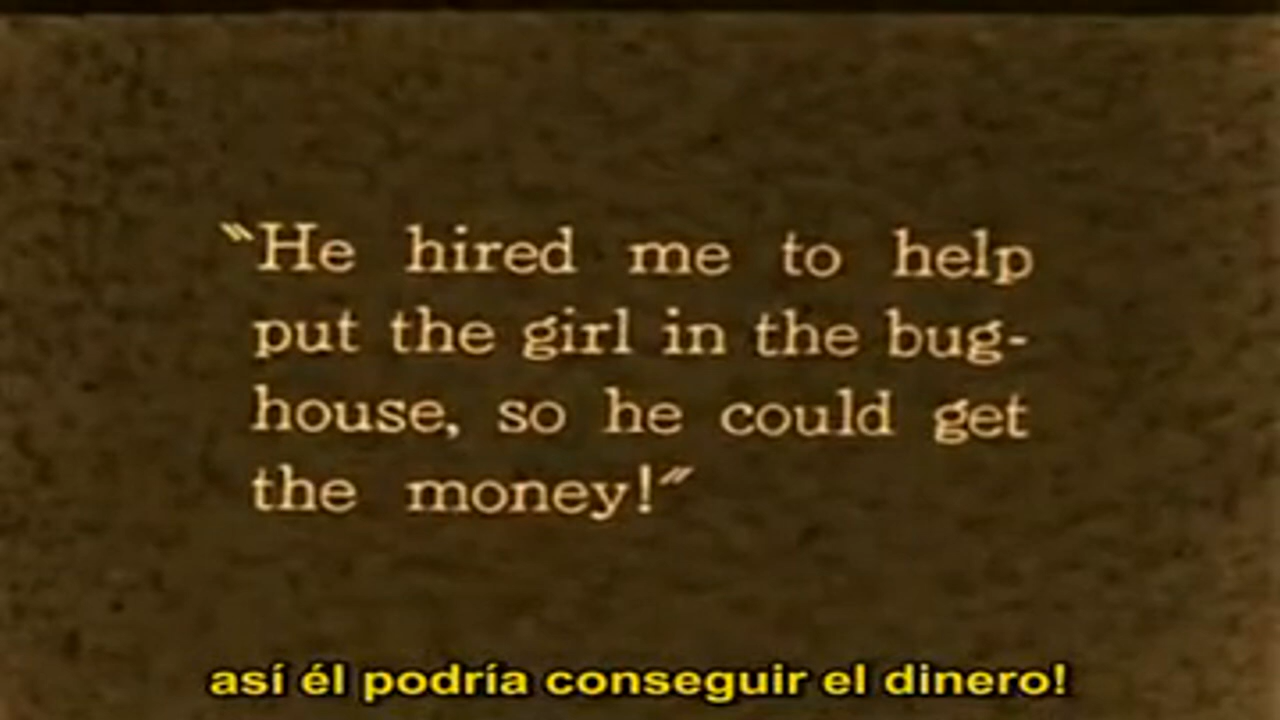 "He hired me to help
put the girl in the bug-
house, so he could get
the money!"
así él podría conseguir el dinero!